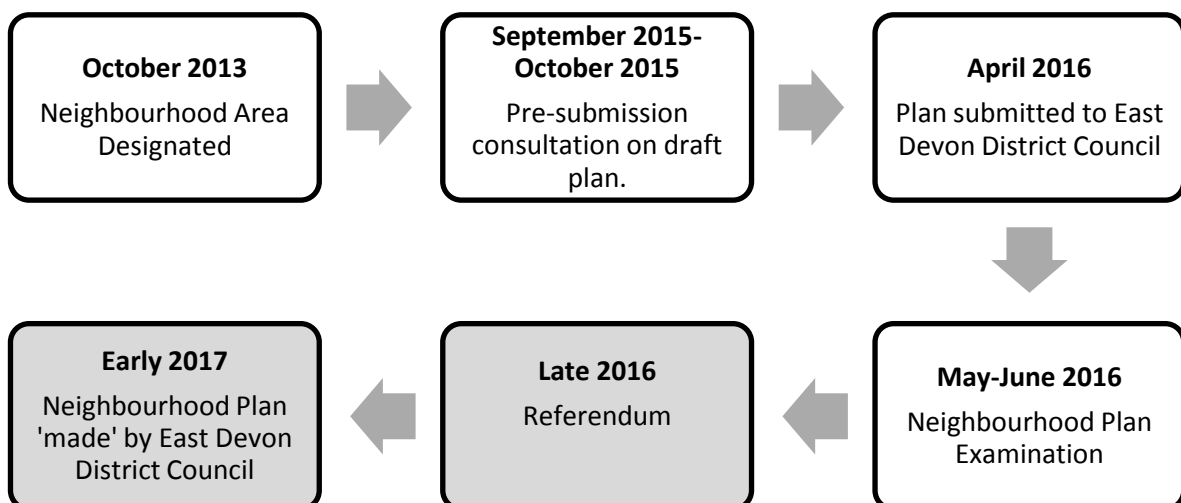 October 2013
Neighbourhood Area
Designated
September 2015-
October 2015
Pre-submission
consultation on draft
plan.
April 2016
Plan submitted to East
Devon District Council
May-June 2016
Neighbourhood Plan
Examination
Late 2016
Referendum
Early 2017
Neighbourhood Plan
'made' by East Devon
District Council